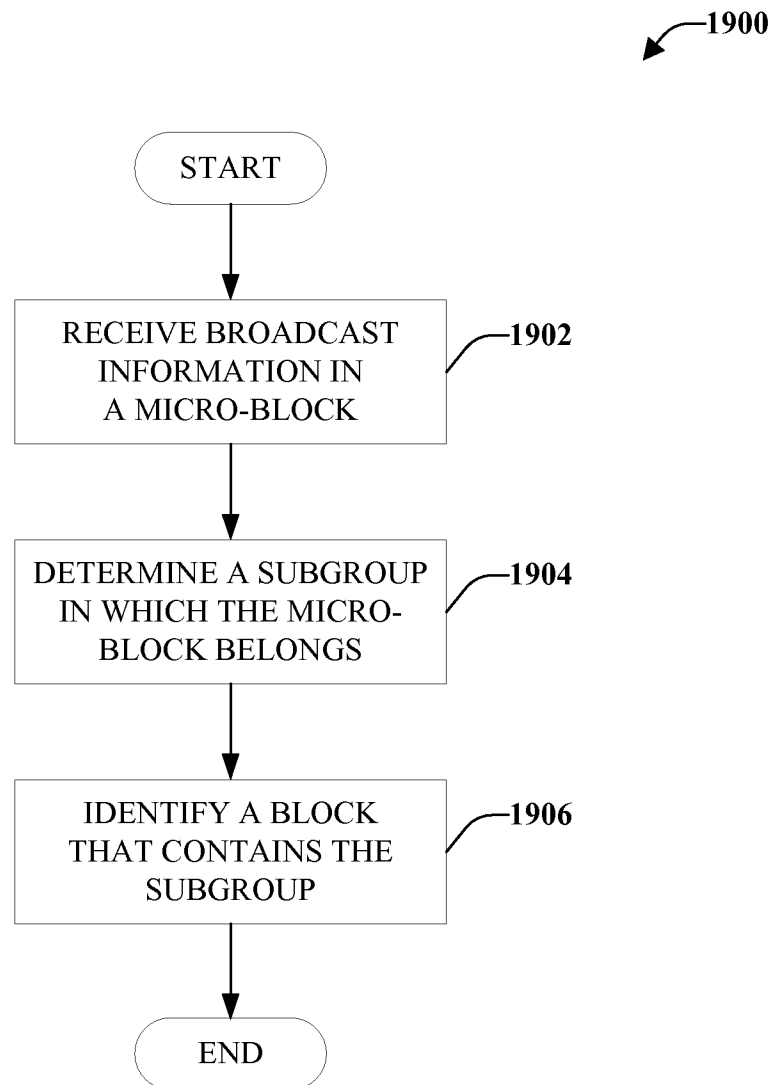 1900
START
RECEIVE BROADCAST
INFORMATION IN
A MICRO-BLOCK
1902
DETERMINE A SUBGROUP
IN WHICH THE MICRO-
BLOCK BELONGS
1904
IDENTIFY A BLOCK
THAT CONTAINS THE
SUBGROUP
1906
END